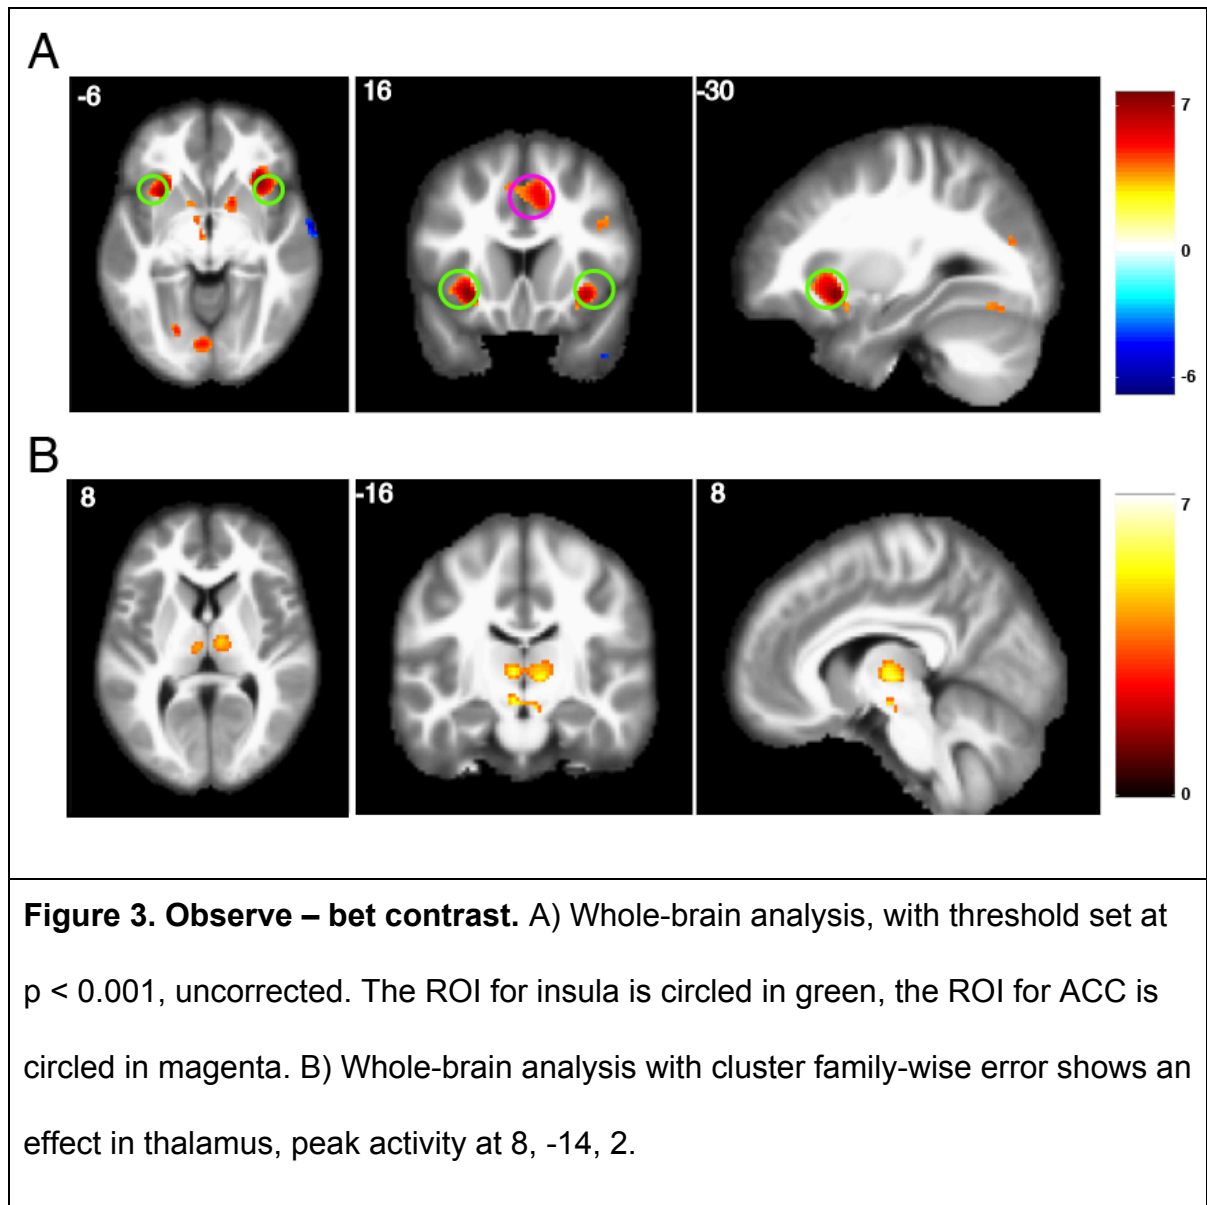 A
-6
16
-30
7
0
-6
B
8
-16
8
7
0
Figure 3. Observe – bet contrast. A) Whole-brain analysis, with threshold set at
p < 0.001, uncorrected. The ROI for insula is circled in green, the ROI for ACC is
circled in magenta. B) Whole-brain analysis with cluster family-wise error shows an
effect in thalamus, peak activity at 8, -14, 2.